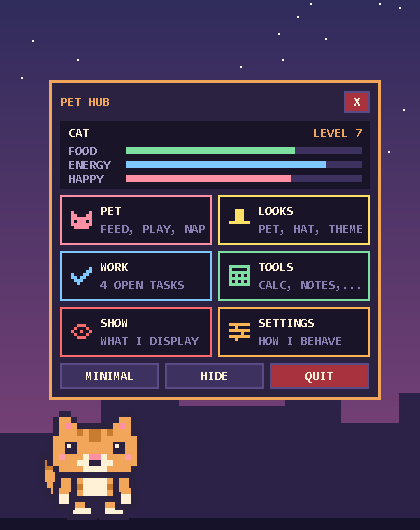 PET HUB X
CAT LEVEL 7
FOOD
ENERGY
HAPPY
PET
FEED, PLAY, NAP
LOOKS
PET, HAT, THEME
WORK
4 OPEN TASKS
TOOLS
CALC, NOTES,...
SHOW
WHAT I DISPLAY
SETTINGS
HOW I BEHAVE
MINIMAL HIDE QUIT